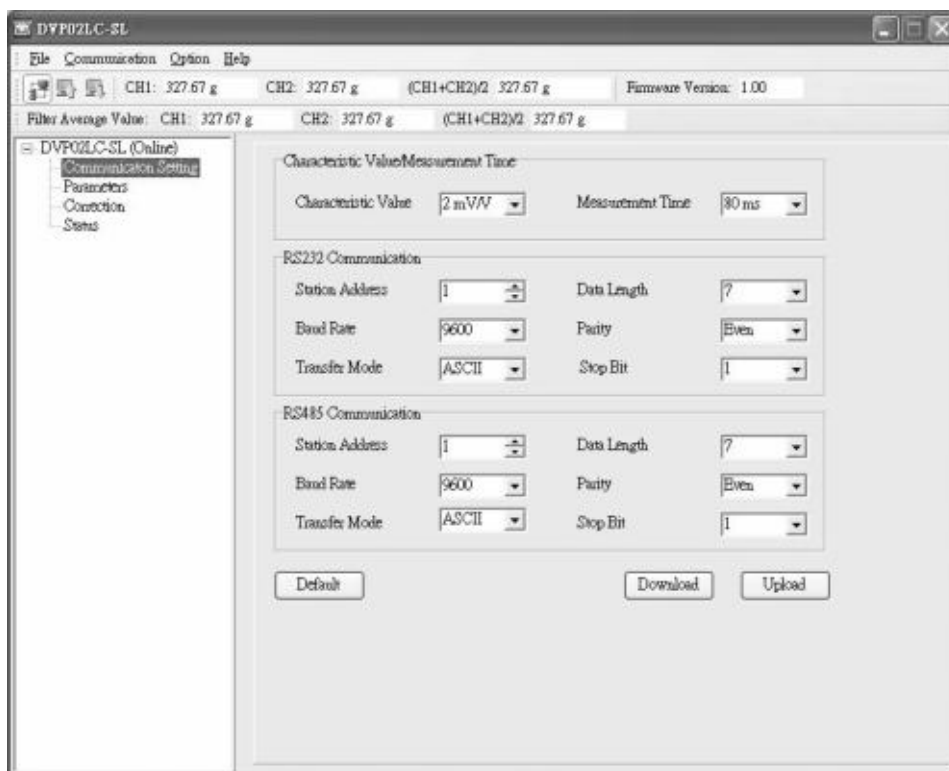 DVP02LC-SL
File Communication Option Help
CH1: 327.67 g CH2: 327.67 g (CH1+CH2)/2 327.67 g Firmware Version: 1.00
Filter Average Value: CH1: 327.67 g CH2: 327.67 g (CH1+CH2)/2 327.67 g
DVP02LC-SL (Online)
Communicaton Setting
Parameters
Correction
Status
Characteristic Value/Measurement Time
Characteristic Value 2 mV/V Measurement Time 80 ms
RS232 Communication
Station Address 1 Data Length 7
Baud Rate 9600 Parity Even
Transfer Mode ASCII Stop Bit 1
RS485 Communication
Station Address 1 Data Length 7
Baud Rate 9600 Parity Even
Transfer Mode ASCII Stop Bit 1
Default Download Upload